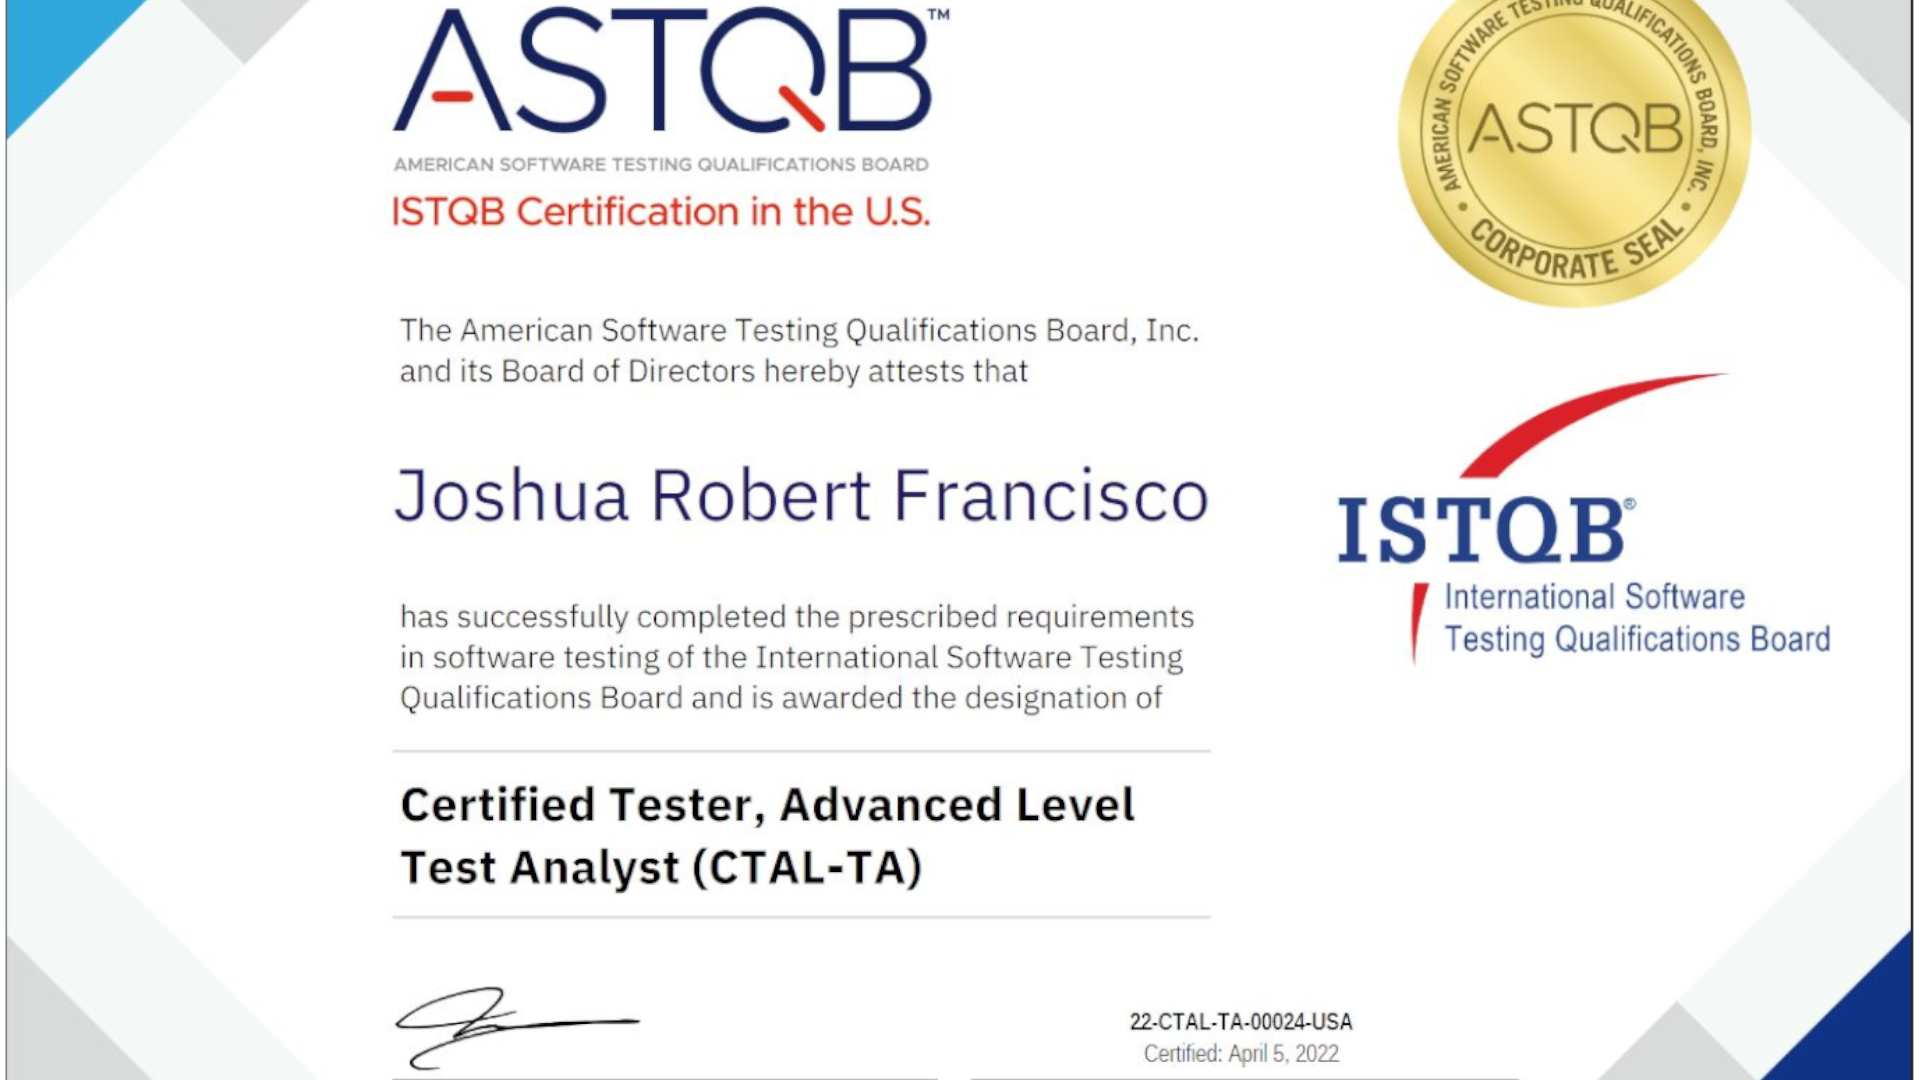 ASTQB™
AMERICAN SOFTWARE TESTING QUALIFICATIONS BOARD
ISTQB Certification in the U.S.
AMERICAN SOFTWARE TESTING QUALIFICATIONS BOARD, INC.
ASTQB
• CORPORATE SEAL •
The American Software Testing Qualifications Board, Inc.
and its Board of Directors hereby attests that
Joshua Robert Francisco
ISTQB®
International Software
Testing Qualifications Board
has successfully completed the prescribed requirements
in software testing of the International Software Testing
Qualifications Board and is awarded the designation of
Certified Tester, Advanced Level
Test Analyst (CTAL-TA)
22-CTAL-TA-00024-USA
Certified: April 5, 2022